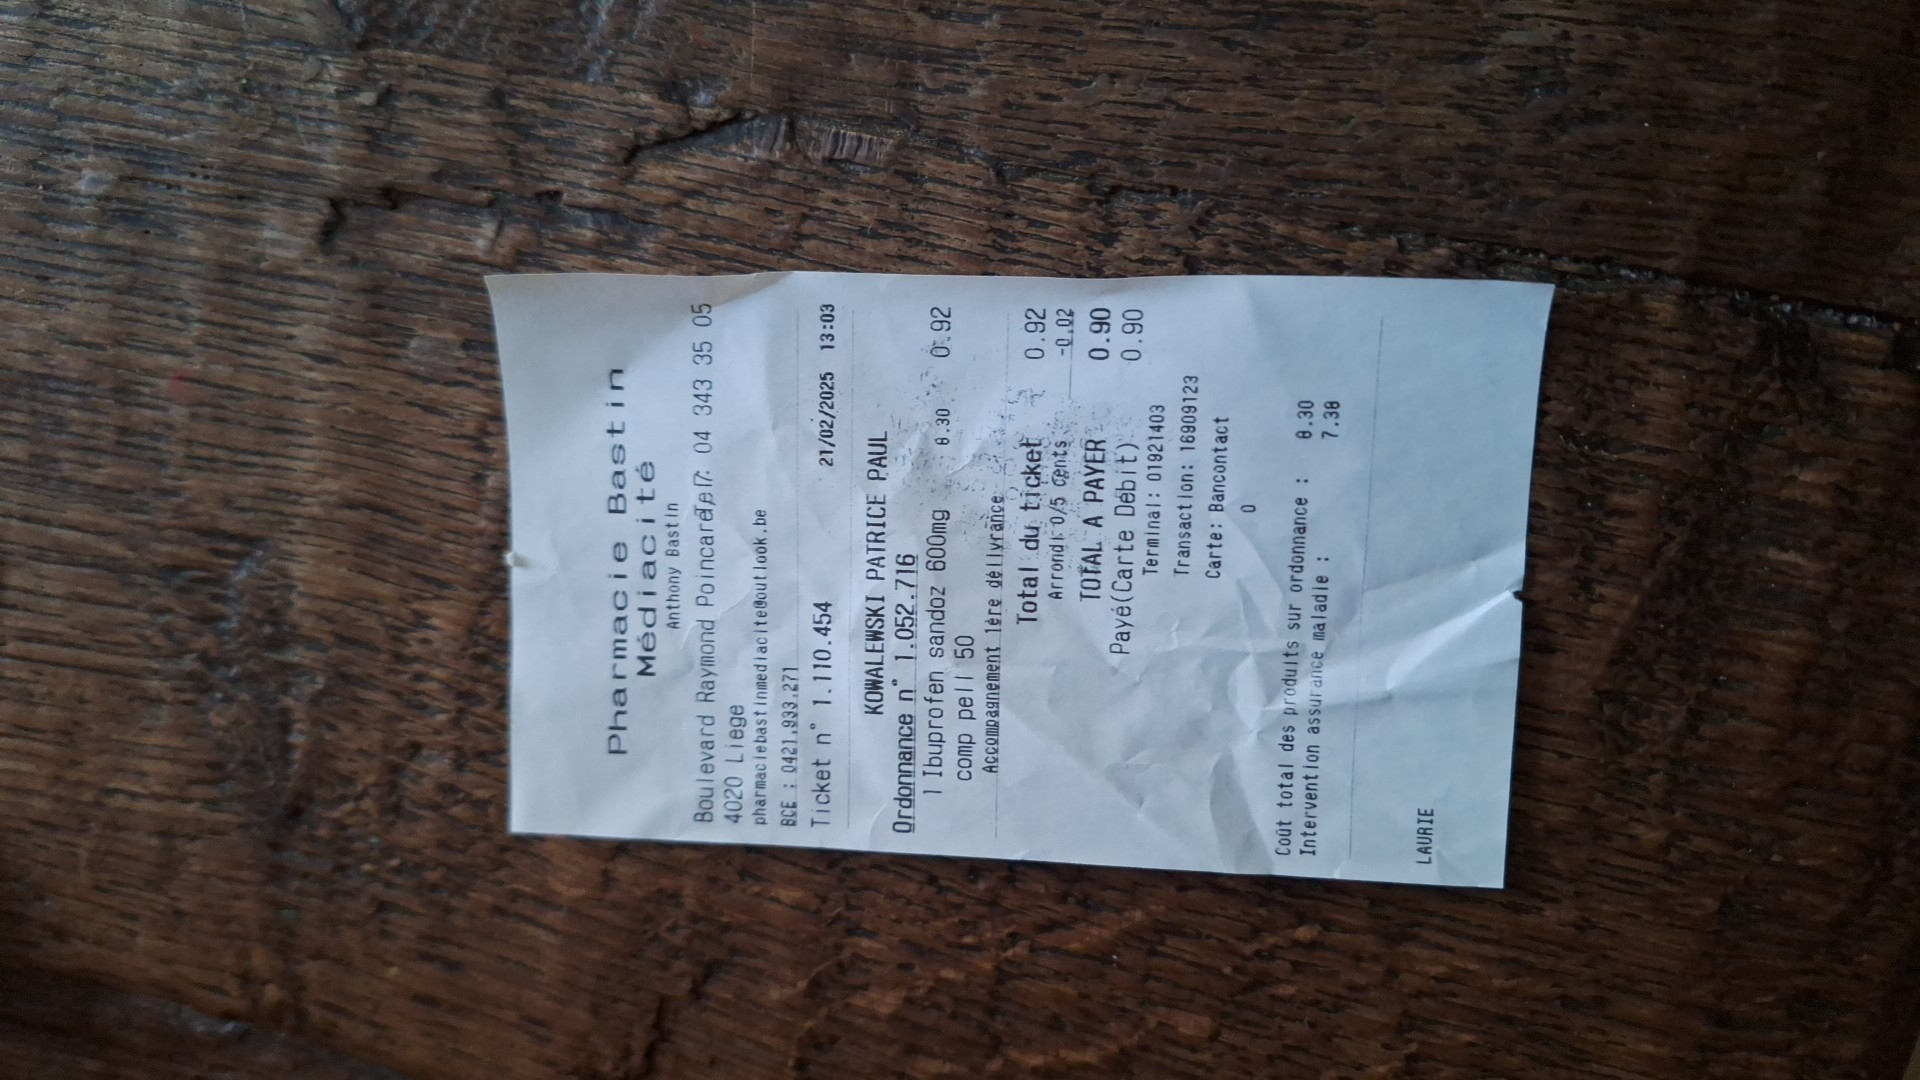 Pharmacie Bastin
Médiacité
Anthony Bastin
Boulevard Raymond Poincaré, 7: 04 343 35 05
4020 Liege
pharmaciebastinmediacite@outlook.be
BCE : 0421.933.271
Ticket n° 1.110.454 21/02/2025 13:03
KOWALEWSKI PATRICE PAUL
Ordonnance n° 1.052.716
1 Ibuprofen sandoz 600mg 8.30 0.92
comp pell 50
Accompagnement 1ère délivrance
Total du ticket 0.92
Arrondi 0/5 Cents -0.02
TOTAL A PAYER 0.90
Payé(Carte Débit) 0.90
Terminal: 01921403
Transaction: 16909123
Carte: Bancontact
0
Coût total des produits sur ordonnance : 8.30
Intervention assurance maladie : 7.38
LAURIE